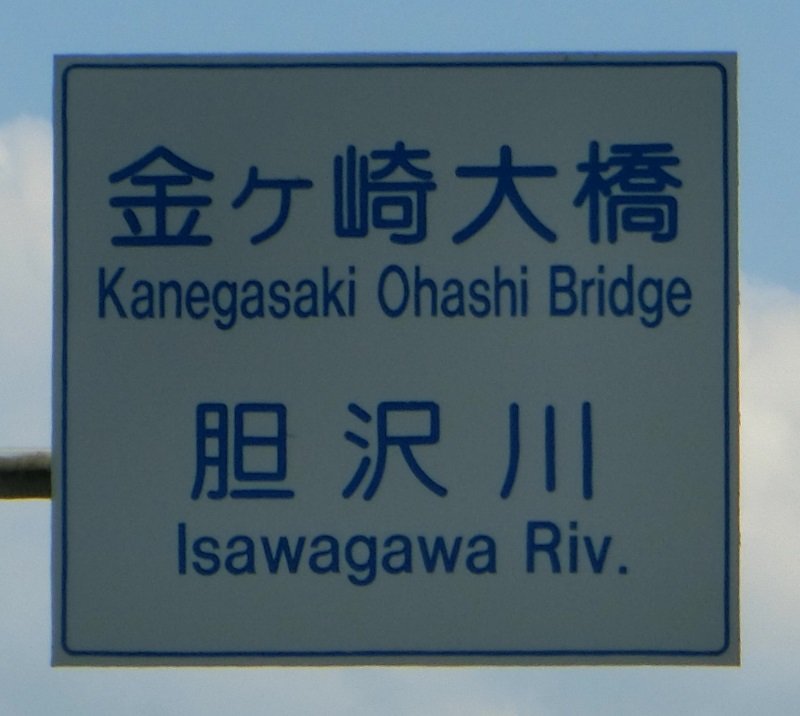 金ヶ崎大橋
Kanegasaki Ohashi Bridge
胆沢川
Isawagawa Riv.